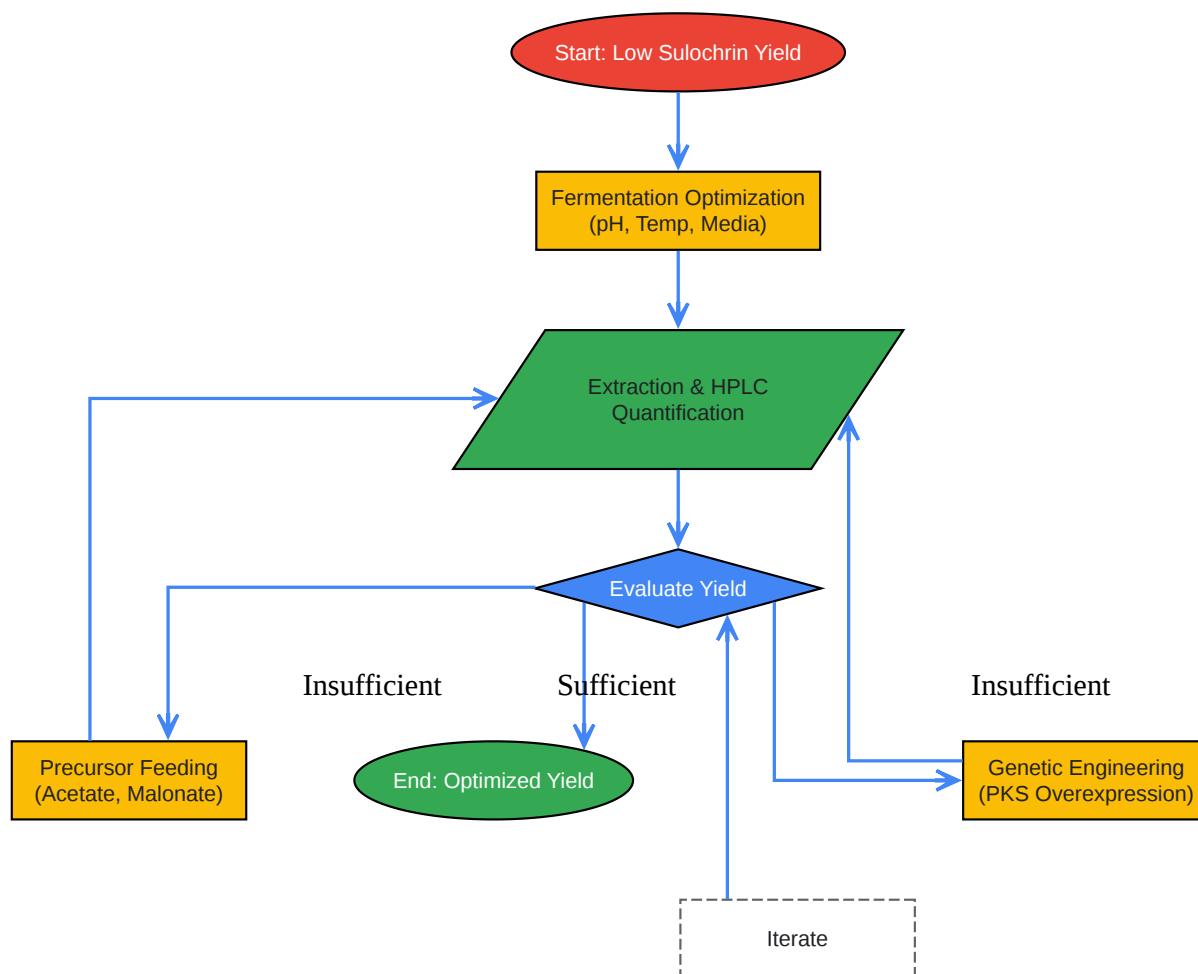 Start: Low Sulochrin Yield
Fermentation Optimization
(pH, Temp, Media)
Extraction & HPLC
Quantification
Evaluate Yield
Insufficient
Sufficient
Insufficient
Precursor Feeding
(Acetate, Malonate)
End: Optimized Yield
Genetic Engineering
(PKS Overexpression)
Iterate